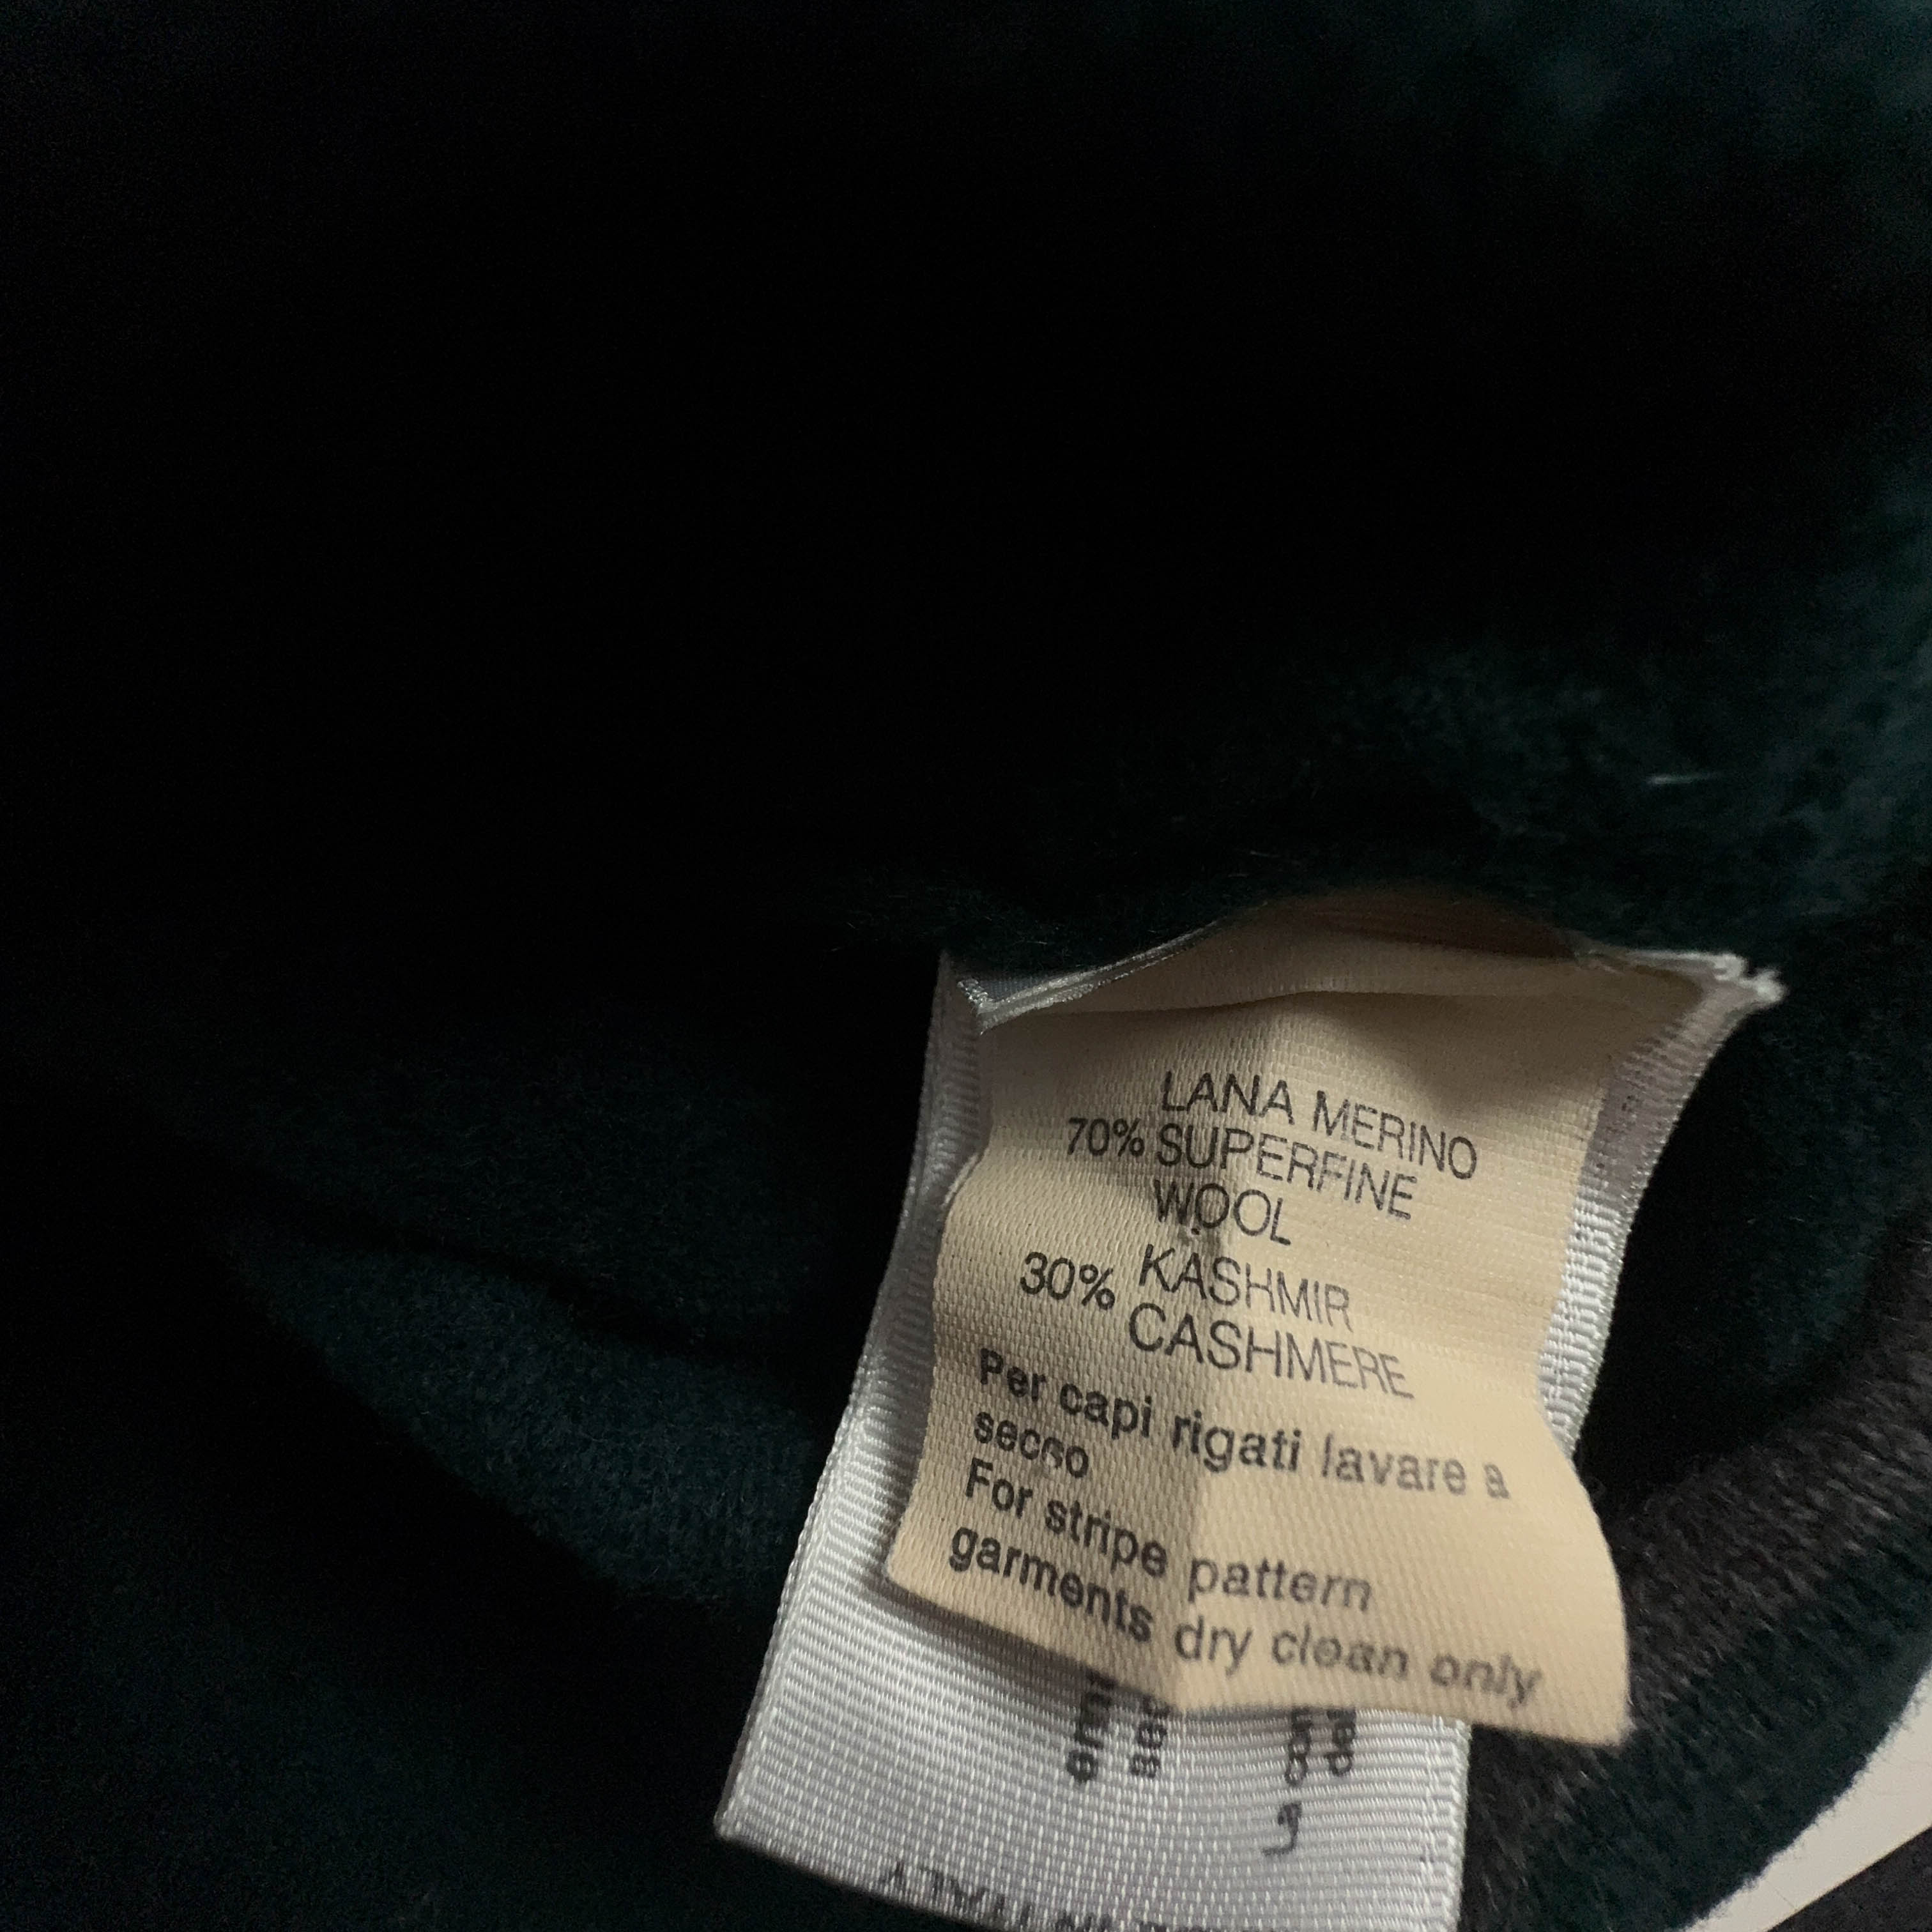 LANA MERINO
70% SUPERFINE
WOOL
KASHMIR
30% CASHMERE
Per capi rigati lavare a
secco
For stripe pattern
garments dry clean only
ITALY